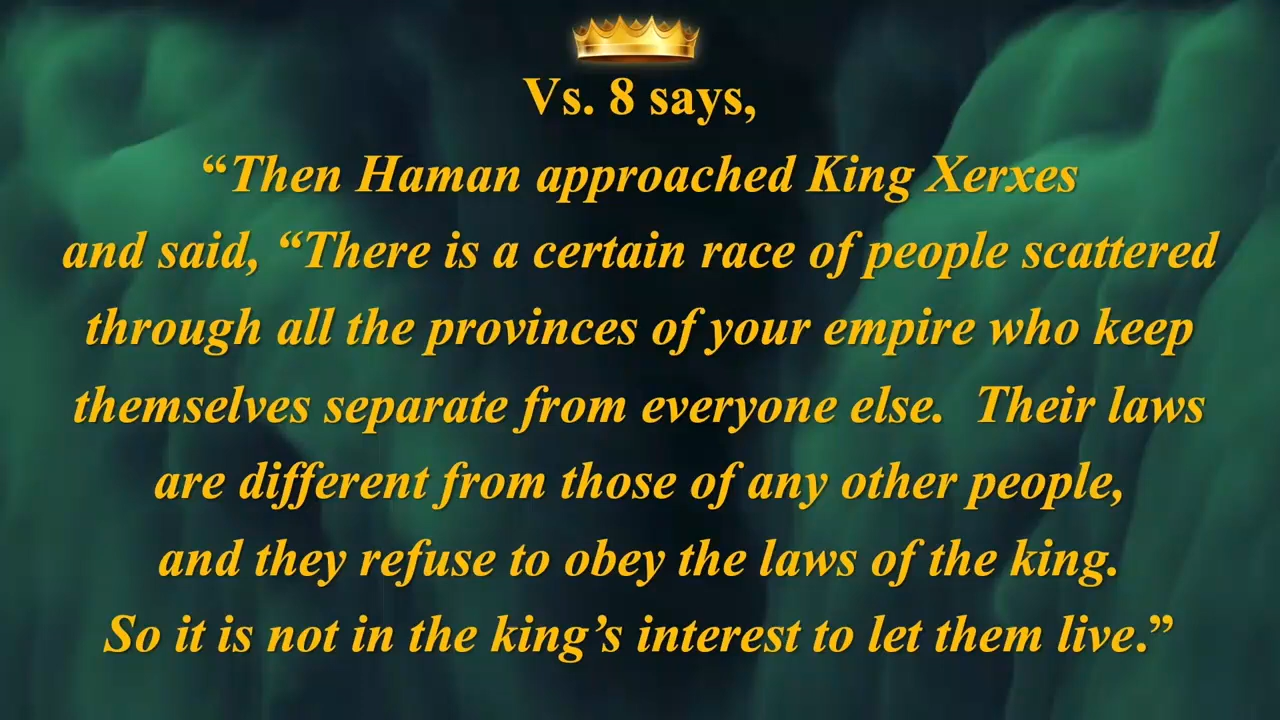 Vs. 8 says,
“Then Haman approached King Xerxes
and said, “There is a certain race of people scattered
through all the provinces of your empire who keep
themselves separate from everyone else.  Their laws
are different from those of any other people,
and they refuse to obey the laws of the king.
So it is not in the king’s interest to let them live.”